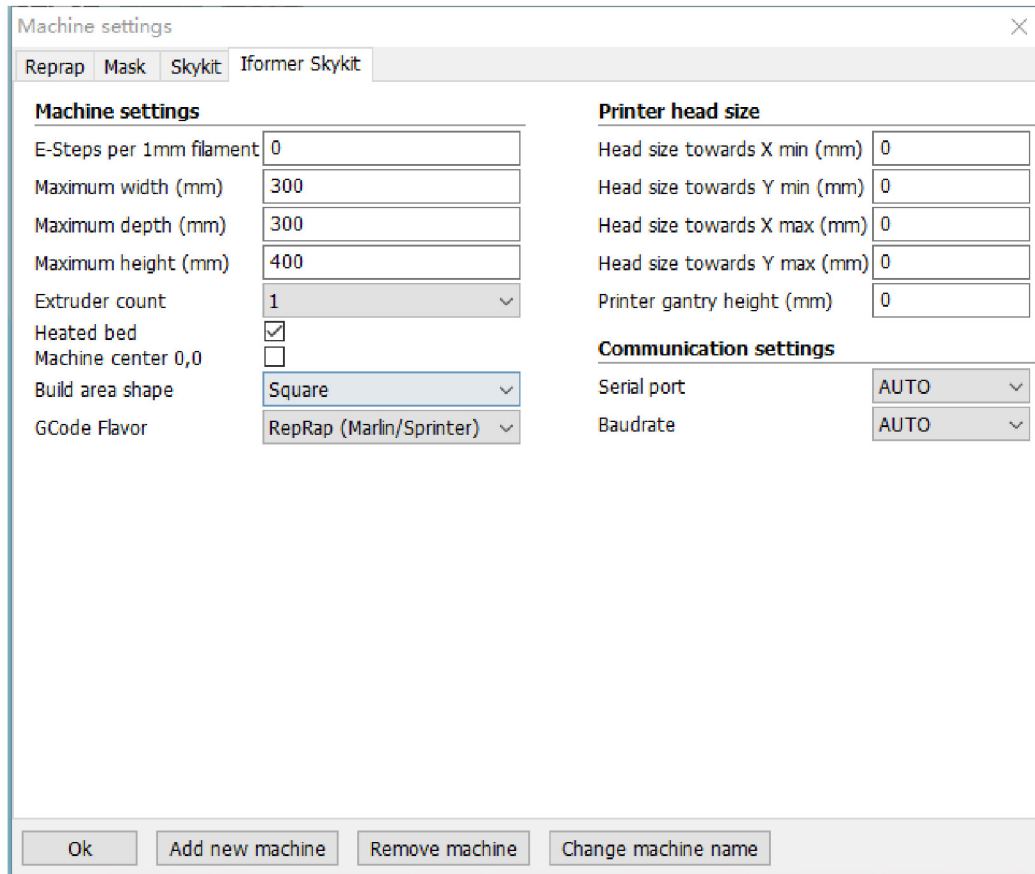 Machine settings
Reprap Mask Skykit Iformer Skykit
Machine settings
E-Steps per 1mm filament 0
Maximum width (mm) 300
Maximum depth (mm) 300
Maximum height (mm) 400
Extruder count 1
Heated bed
Machine center 0,0
Build area shape Square
GCode Flavor RepRap (Marlin/Sprinter)
Printer head size
Head size towards X min (mm) 0
Head size towards Y min (mm) 0
Head size towards X max (mm) 0
Head size towards Y max (mm) 0
Printer gantry height (mm) 0
Communication settings
Serial port AUTO
Baudrate AUTO
Ok Add new machine Remove machine Change machine name